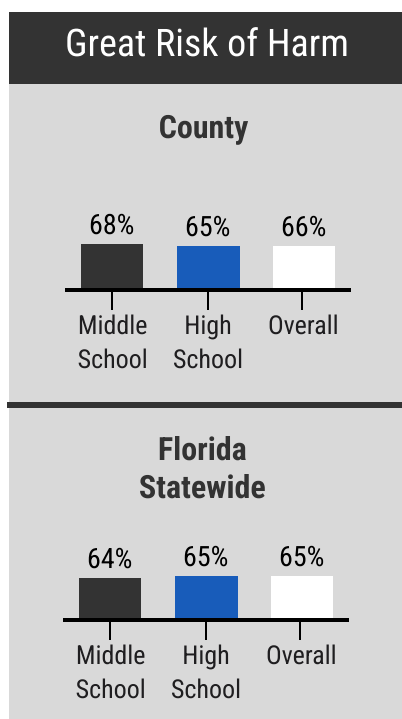 Great Risk of Harm
County
68% 65% 66%
Middle High Overall
School School
Florida
Statewide
64% 65% 65%
Middle High Overall
School School